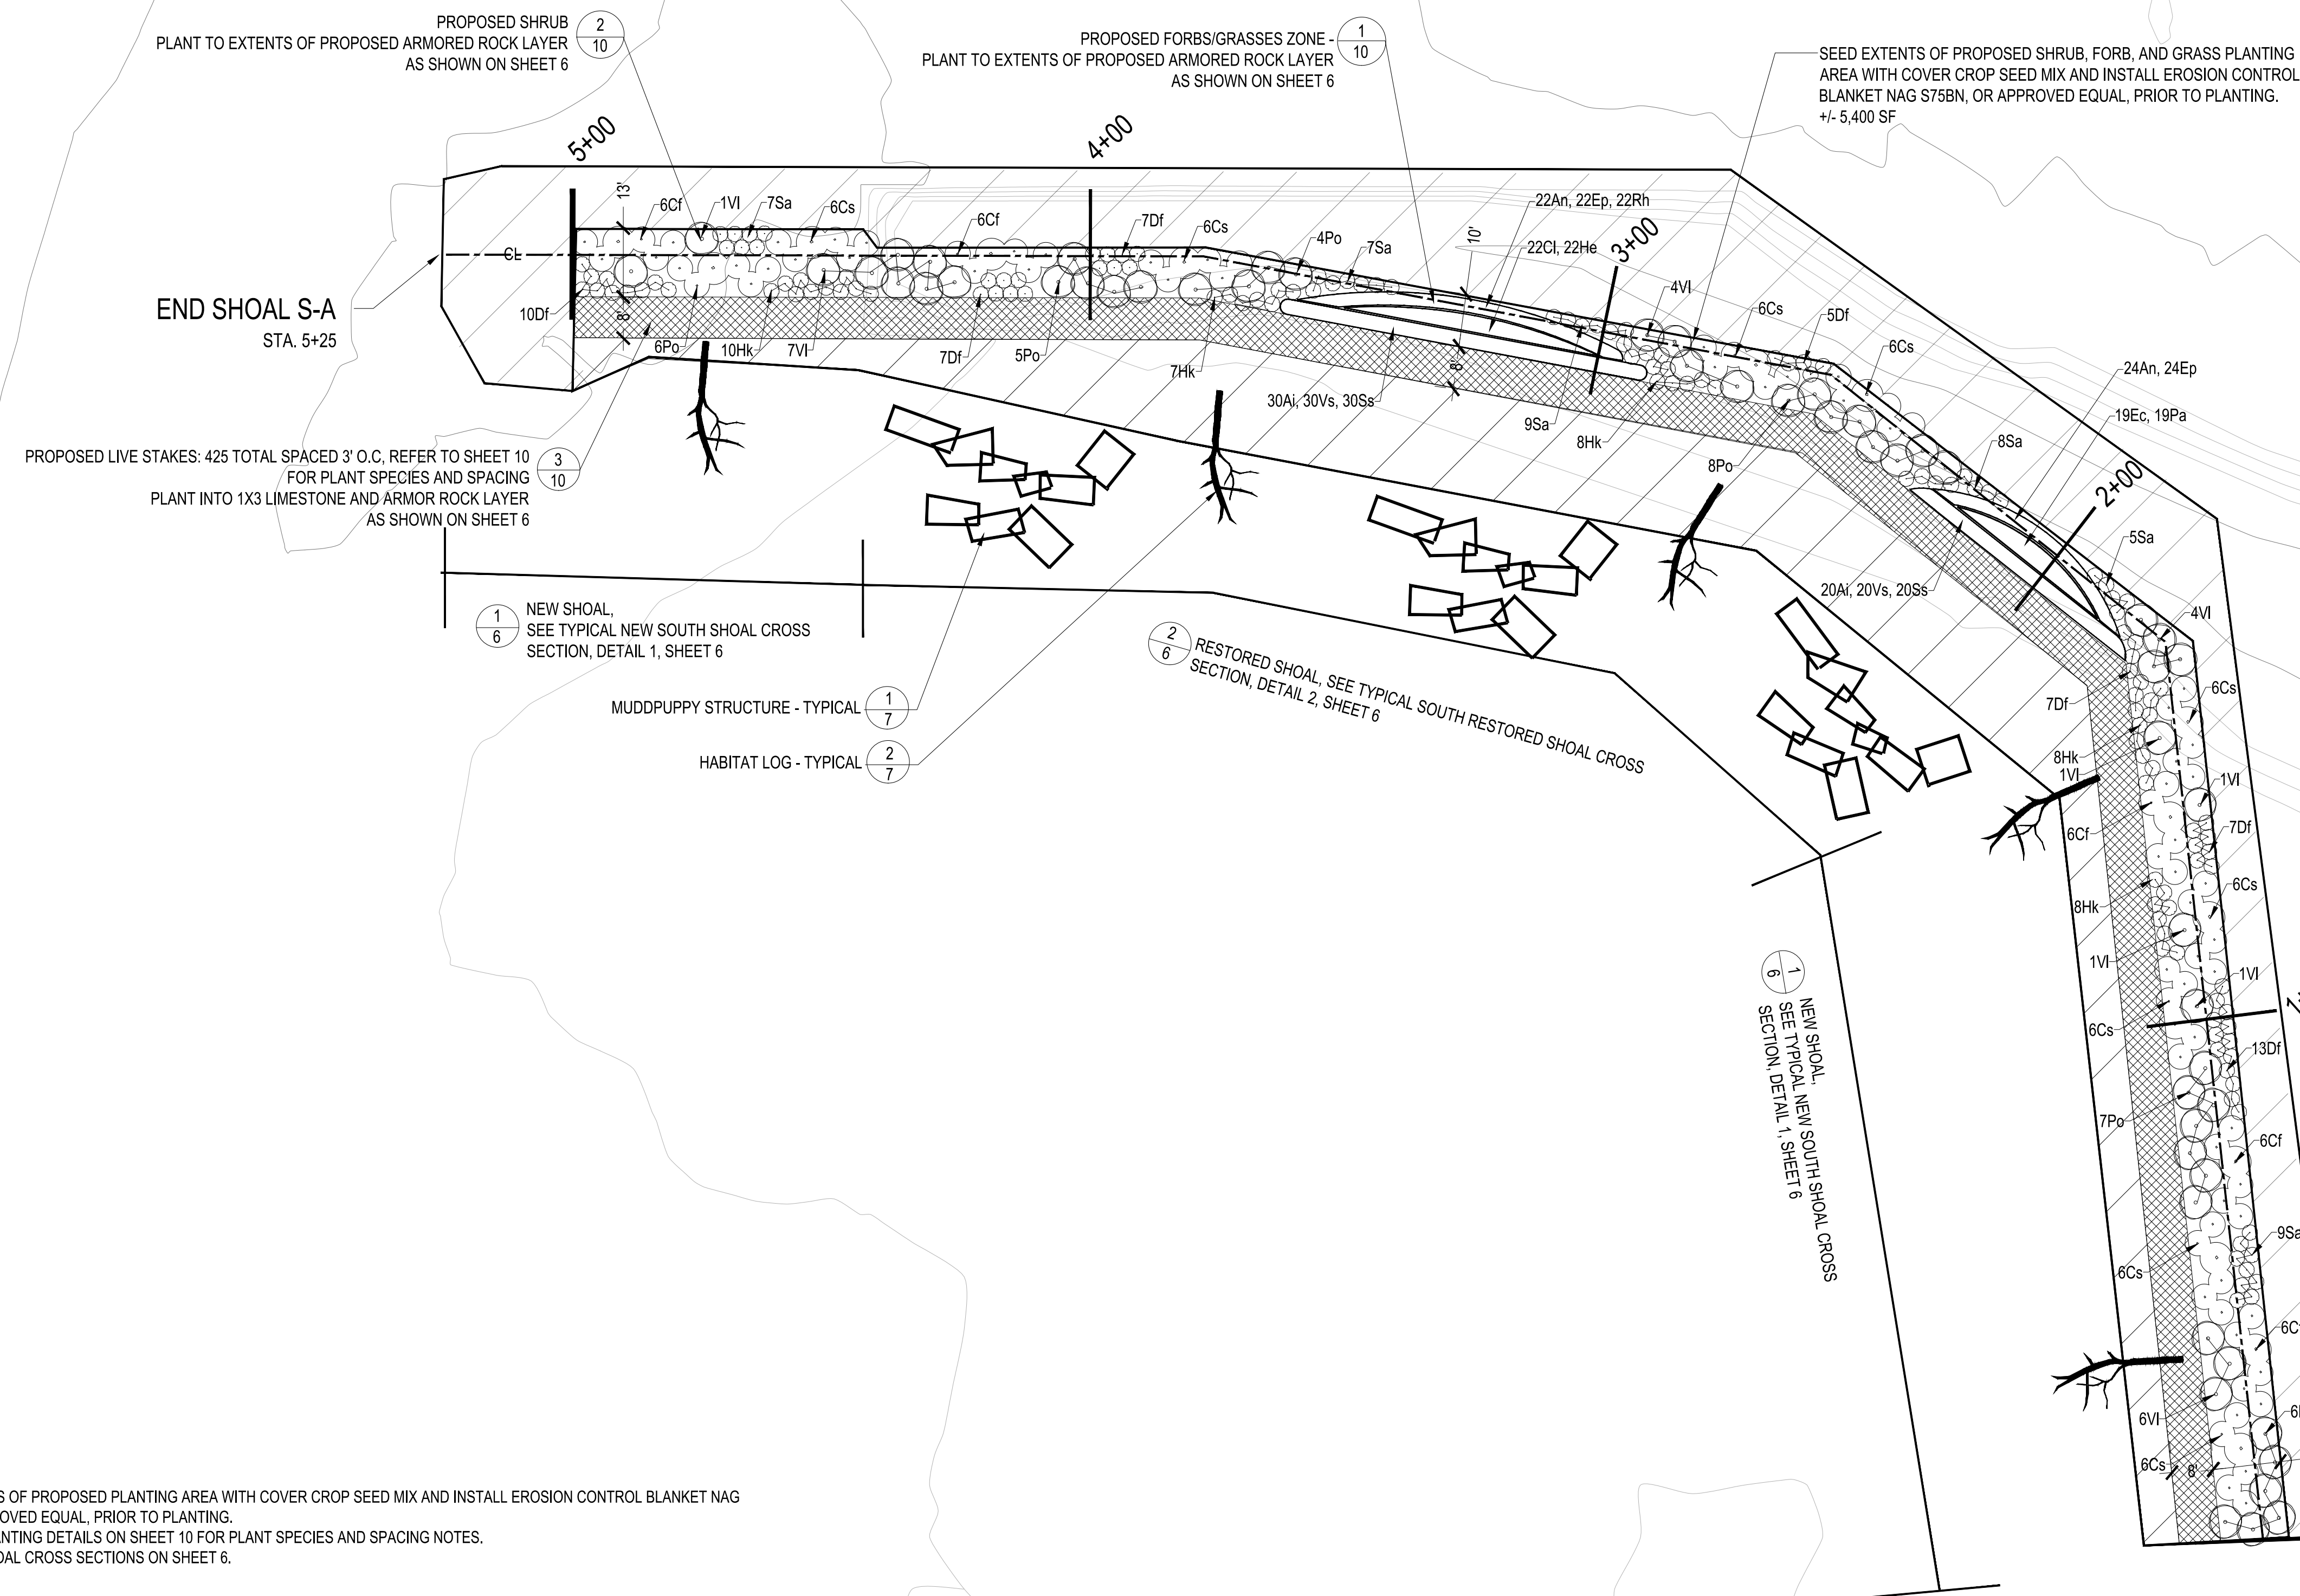 PROPOSED SHRUB
PLANT TO EXTENTS OF PROPOSED ARMORED ROCK LAYER
AS SHOWN ON SHEET 6
2
10
PROPOSED FORBS/GRASSES ZONE -
PLANT TO EXTENTS OF PROPOSED ARMORED ROCK LAYER
AS SHOWN ON SHEET 6
1
10
SEED EXTENTS OF PROPOSED SHRUB, FORB, AND GRASS PLANTING
AREA WITH COVER CROP SEED MIX AND INSTALL EROSION CONTROL
BLANKET NAG S75BN, OR APPROVED EQUAL, PRIOR TO PLANTING.
+/- 5,400 SF
5+00
4+00
3+00
2+00
13'
6Cf
1Vl
7Sa
6Cs
6Cf
7Df
6Cs
4Po
7Sa
10'
22An, 22Ep, 22Rh
22Cl, 22He
4Vl
6Cs
5Df
6Cs
24An, 24Ep
19Ec, 19Pa
8Sa
5Sa
4Vl
CL
END SHOAL S-A
STA. 5+25
10Df
8'
6Po
10Hk
7Vl
7Df
5Po
7Hk
30Ai, 30Vs, 30Ss
8'
9Sa
8Hk
8Po
20Ai, 20Vs, 20Ss
PROPOSED LIVE STAKES: 425 TOTAL SPACED 3' O.C, REFER TO SHEET 10
FOR PLANT SPECIES AND SPACING
PLANT INTO 1X3 LIMESTONE AND ARMOR ROCK LAYER
AS SHOWN ON SHEET 6
3
10
1
6
NEW SHOAL,
SEE TYPICAL NEW SOUTH SHOAL CROSS
SECTION, DETAIL 1, SHEET 6
2
6
RESTORED SHOAL, SEE TYPICAL SOUTH RESTORED SHOAL CROSS
SECTION, DETAIL 2, SHEET 6
MUDDPUPPY STRUCTURE - TYPICAL
1
7
HABITAT LOG - TYPICAL
2
7
7Df
6Cs
8Hk
1Vl
1Vl
6Cf
7Df
6Cs
8Hk
1Vl
1Vl
6Cs
13Df
7Po
6Cf
9Sa
6Cs
6Vl
6Cs
8'
1
6
NEW SHOAL,
SEE TYPICAL NEW SOUTH SHOAL CROSS
SECTION, DETAIL 1, SHEET 6
OF PROPOSED PLANTING AREA WITH COVER CROP SEED MIX AND INSTALL EROSION CONTROL BLANKET NAG
EQUAL, PRIOR TO PLANTING.
DETAILS ON SHEET 10 FOR PLANT SPECIES AND SPACING NOTES.
CROSS SECTIONS ON SHEET 6.